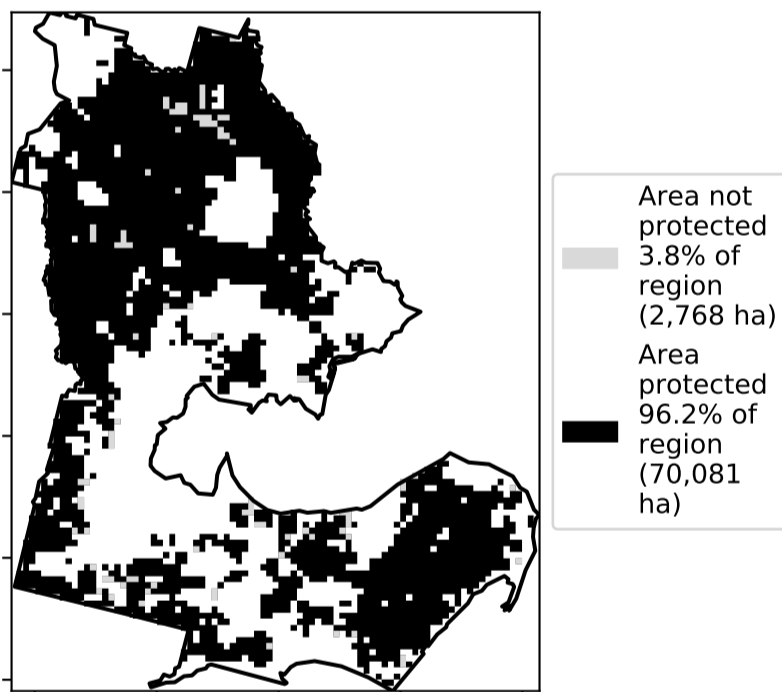 Area not
protected
3.8% of
region
(2,768 ha)
Area
protected
96.2% of
region
(70,081
ha)